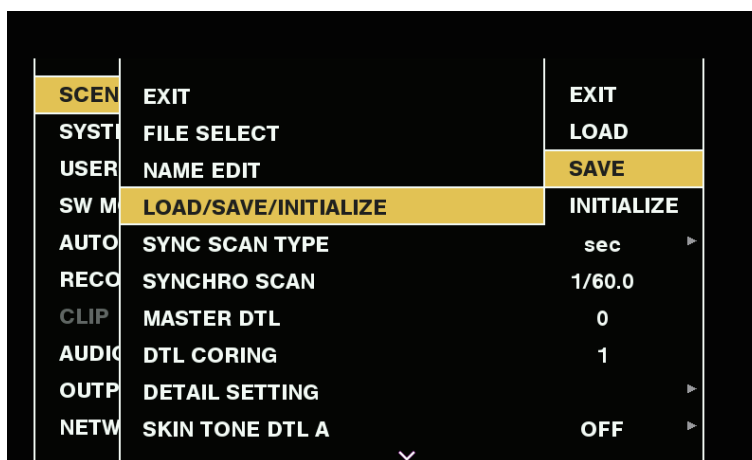 SCEN EXIT EXIT
SYSTI FILE SELECT LOAD
USER NAME EDIT SAVE
SW M LOAD/SAVE/INITIALIZE INITIALIZE
AUTO SYNC SCAN TYPE sec
RECO SYNCHRO SCAN 1/60.0
CLIP MASTER DTL 0
AUDIO DTL CORING 1
OUTP DETAIL SETTING
NETW SKIN TONE DTL A OFF